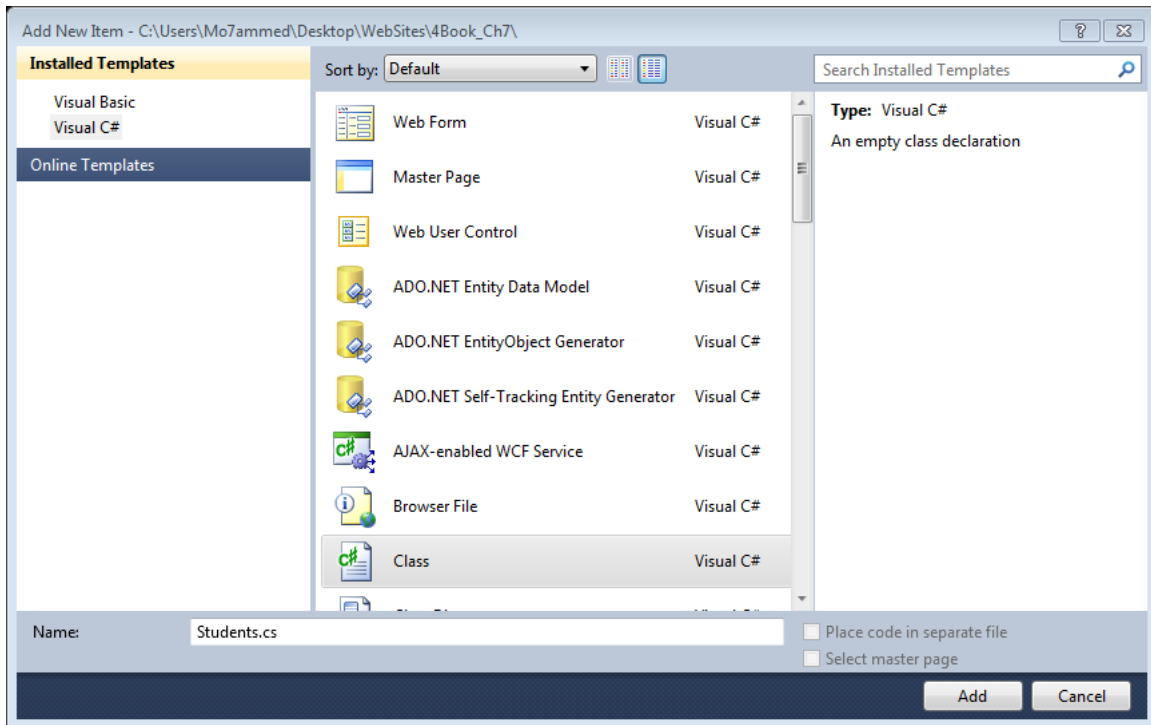 Add New Item - C:\Users\Mo7ammed\Desktop\WebSites\4Book_Ch7\
Installed Templates
Visual Basic
Visual C#
Online Templates
Sort by: Default
Search Installed Templates
Web Form Visual C#
Master Page Visual C#
Web User Control Visual C#
ADO.NET Entity Data Model Visual C#
ADO.NET EntityObject Generator Visual C#
ADO.NET Self-Tracking Entity Generator Visual C#
AJAX-enabled WCF Service Visual C#
Browser File Visual C#
Class Visual C#
Type: Visual C#
An empty class declaration
Name: Students.cs
Place code in separate file
Select master page
Add Cancel